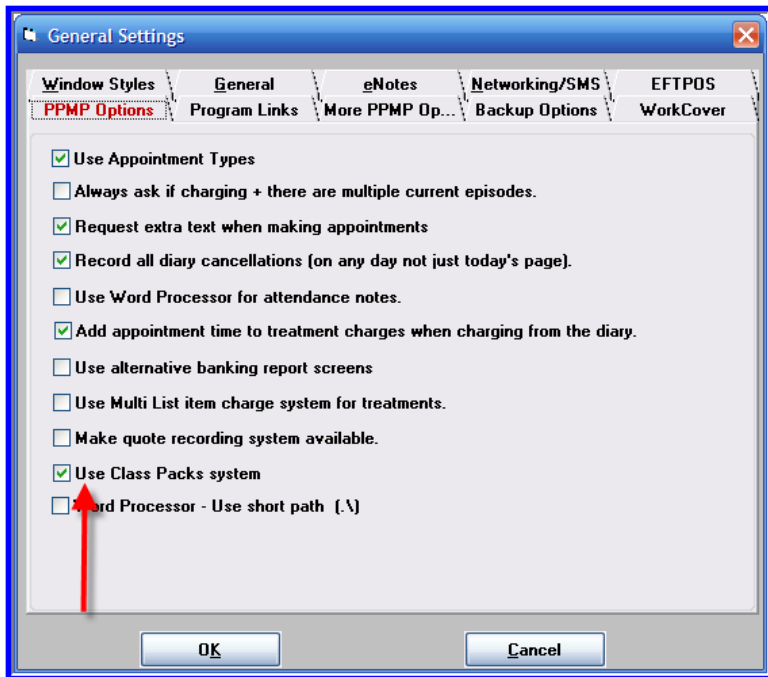 General Settings
Window Styles General eNotes Networking/SMS EFTPOS
PPMP Options Program Links More PPMP Op... Backup Options WorkCover
Use Appointment Types
Always ask if charging + there are multiple current episodes.
Request extra text when making appointments
Record all diary cancellations (on any day not just today's page).
Use Word Processor for attendance notes.
Add appointment time to treatment charges when charging from the diary.
Use alternative banking report screens
Use Multi List item charge system for treatments.
Make quote recording system available.
Use Class Packs system
Word Processor - Use short path (.\)
OK Cancel